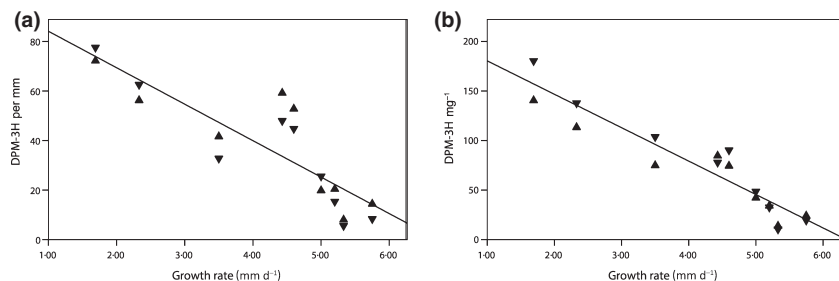 (a)
80
60
40
20
0
DPM-3H per mm
1·00 2·00 3·00 4·00 5·00 6·00
Growth rate (mm d⁻¹)
(b)
200
150
100
50
0
DPM-3H mg⁻¹
1·00 2·00 3·00 4·00 5·00 6·00
Growth rate (mm d⁻¹)